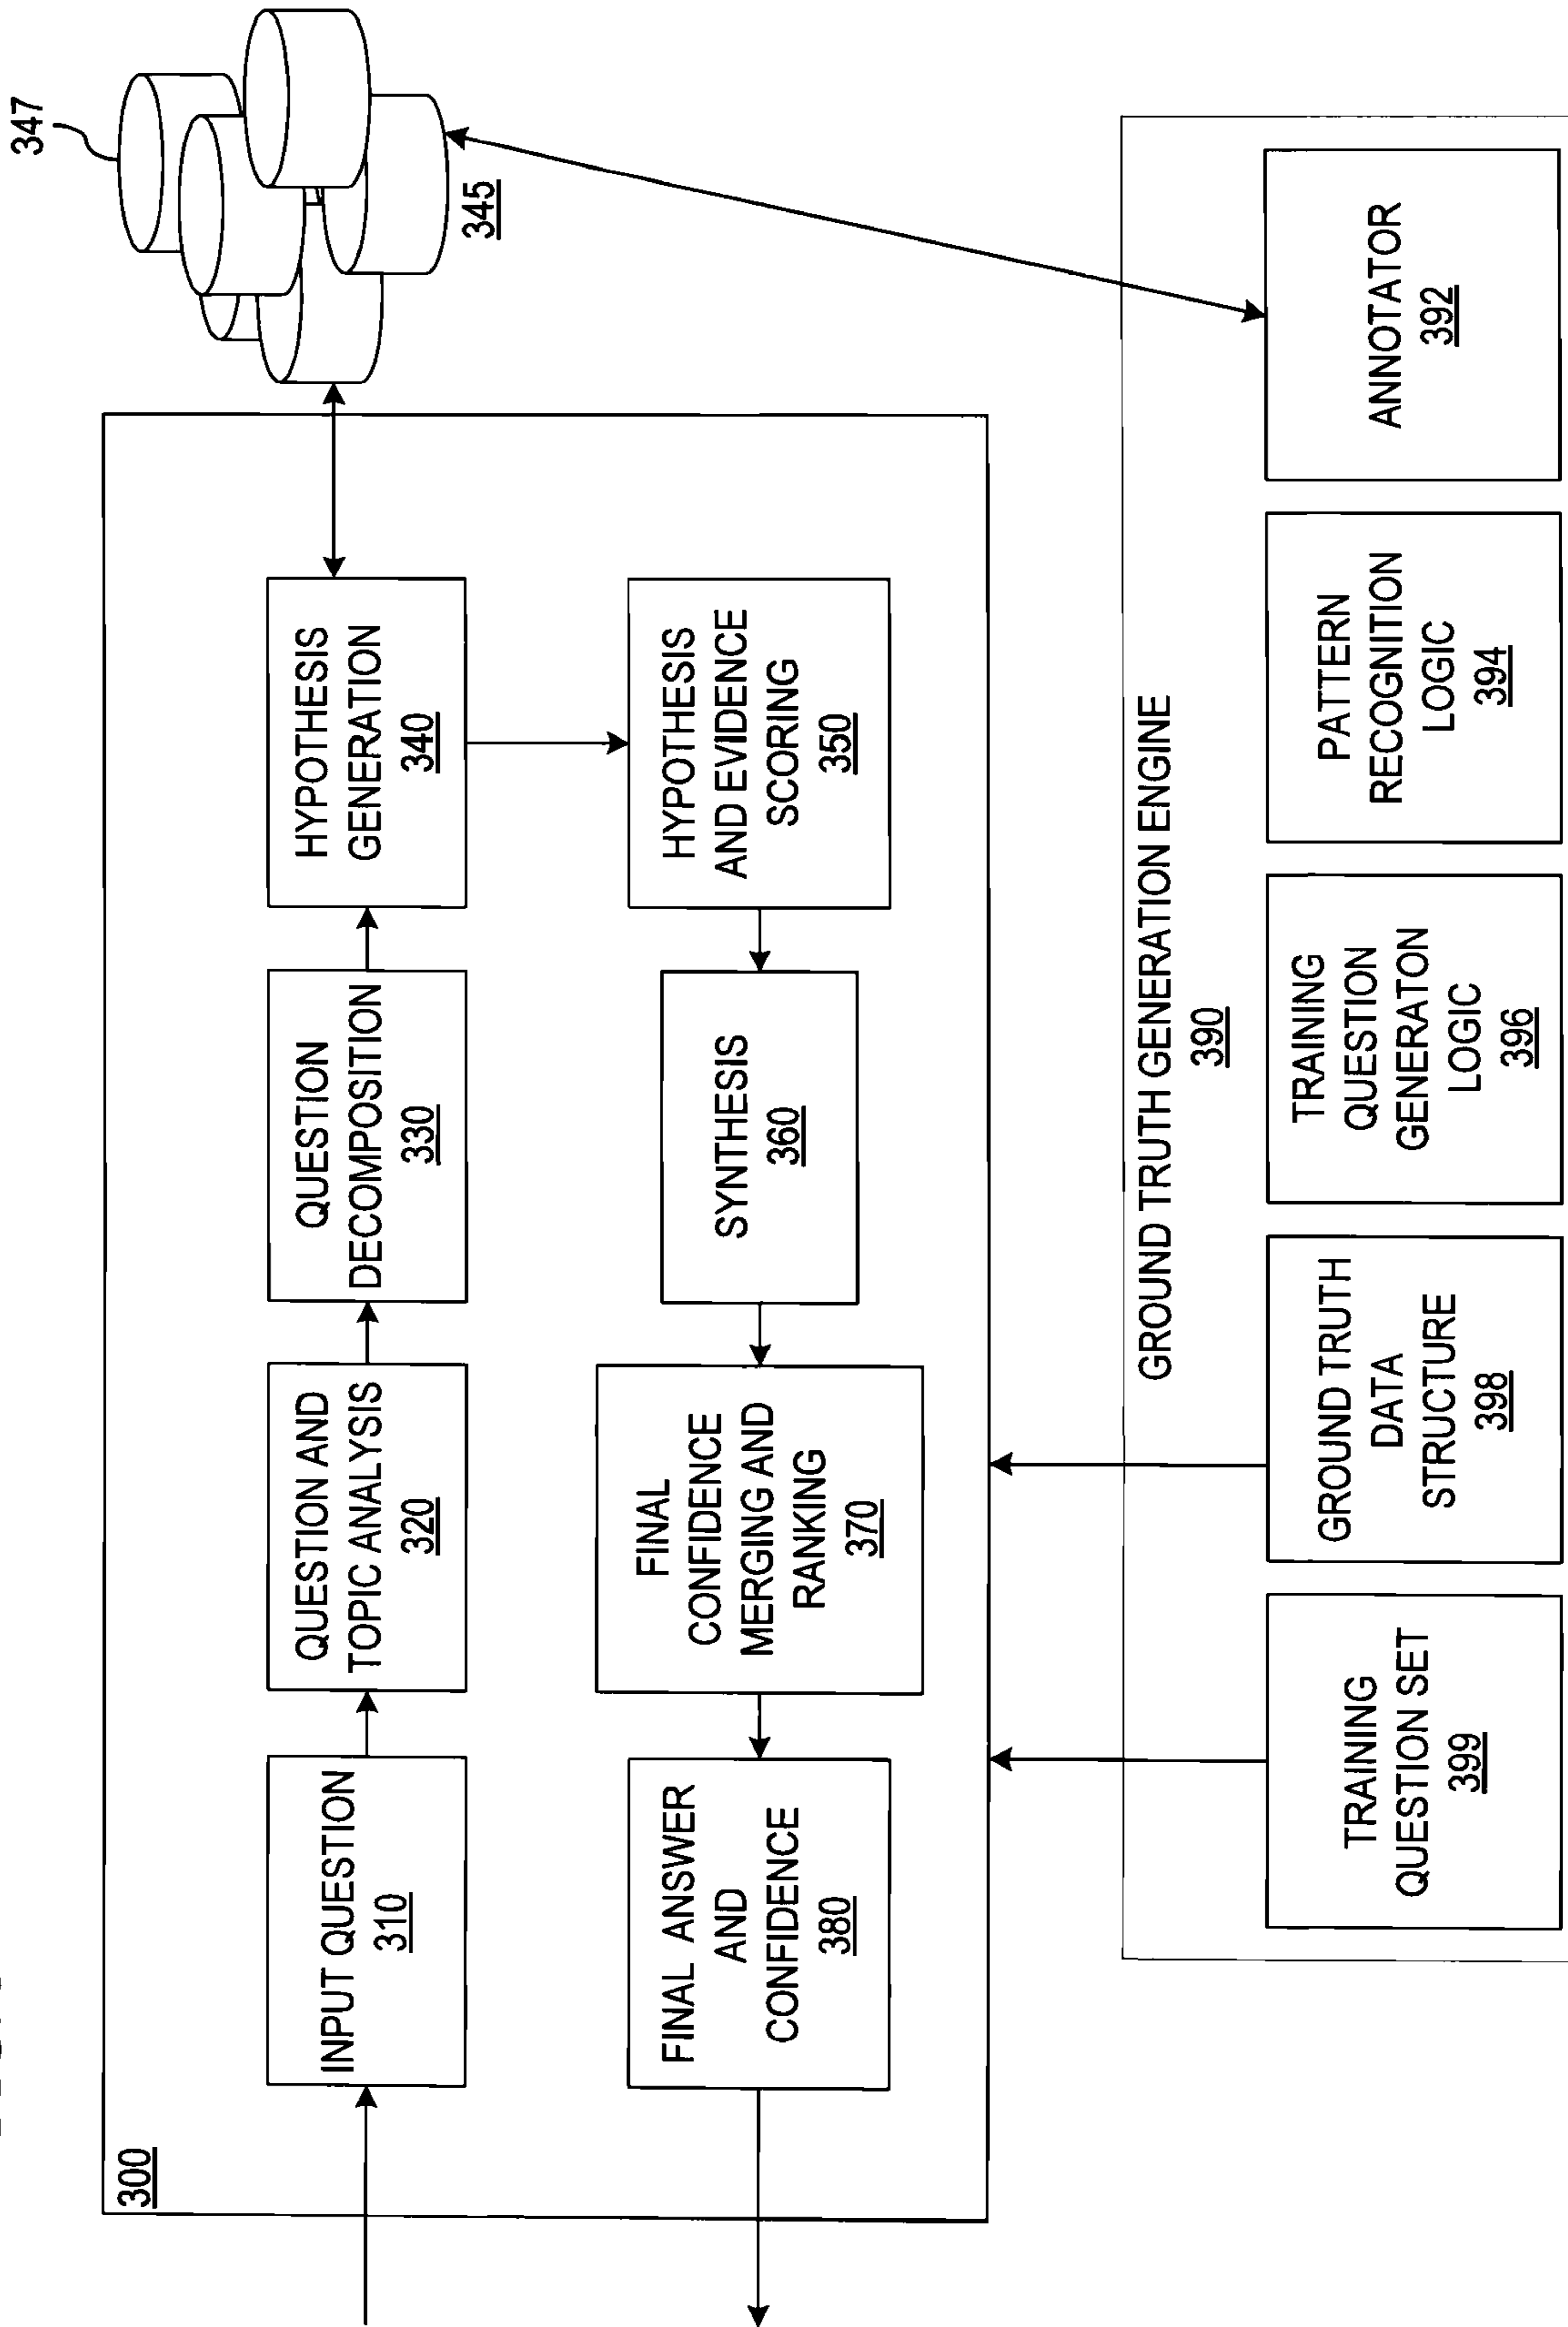 347
345
300
INPUT QUESTION
310
QUESTION AND
TOPIC ANALYSIS
320
QUESTION
DECOMPOSITION
330
HYPOTHESIS
GENERATION
340
FINAL ANSWER
AND
CONFIDENCE
380
FINAL
CONFIDENCE
MERGING AND
RANKING
370
SYNTHESIS
360
HYPOTHESIS
AND EVIDENCE
SCORING
350
GROUND TRUTH GENERATION ENGINE
390
TRAINING
QUESTION SET
399
GROUND TRUTH
DATA
STRUCTURE
398
TRAINING
QUESTION
GENERATON
LOGIC
396
PATTERN
RECOGNITION
LOGIC
394
ANNOTATOR
392